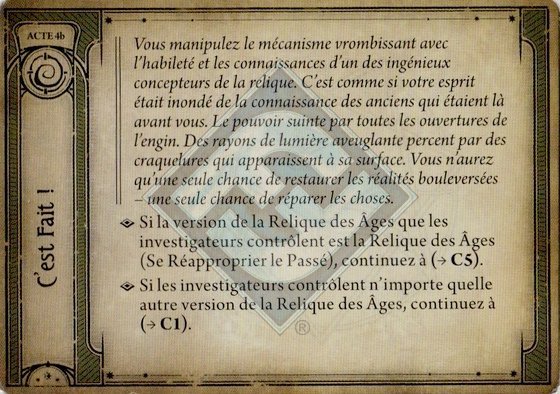 ACTE 4b
C'est Fait !
Vous manipulez le mécanisme vrombissant avec
l'habileté et les connaissances d'un des ingénieux
concepteurs de la relique. C'est comme si votre esprit
était inondé de la connaissance des anciens qui étaient là
avant vous. Le pouvoir suinte par toutes les ouvertures de
l'engin. Des rayons de lumière aveuglante percent par des
craquelures qui apparaissent à sa surface. Vous n'aurez
qu'une seule chance de restaurer les réalités bouleversées
– une seule chance de réparer les choses.
Si la version de la Relique des Âges que les
investigateurs contrôlent est la Relique des Âges
(Se Réapproprier le Passé), continuez à (→ C5).
Si les investigateurs contrôlent n'importe quelle
autre version de la Relique des Âges, continuez à
(→ C1).
®